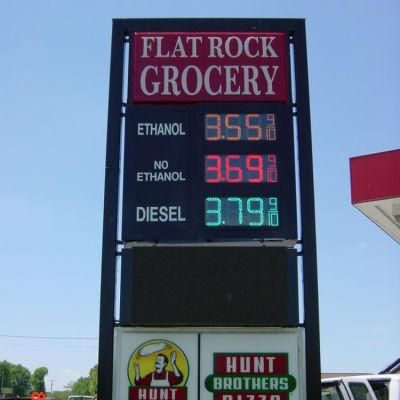 FLAT ROCK
GROCERY
ETHANOL 3.55 9/10
NO ETHANOL 3.69 9/10
DIESEL 3.79 9/10
HUNT
HUNT
BROTHERS
PIZZA